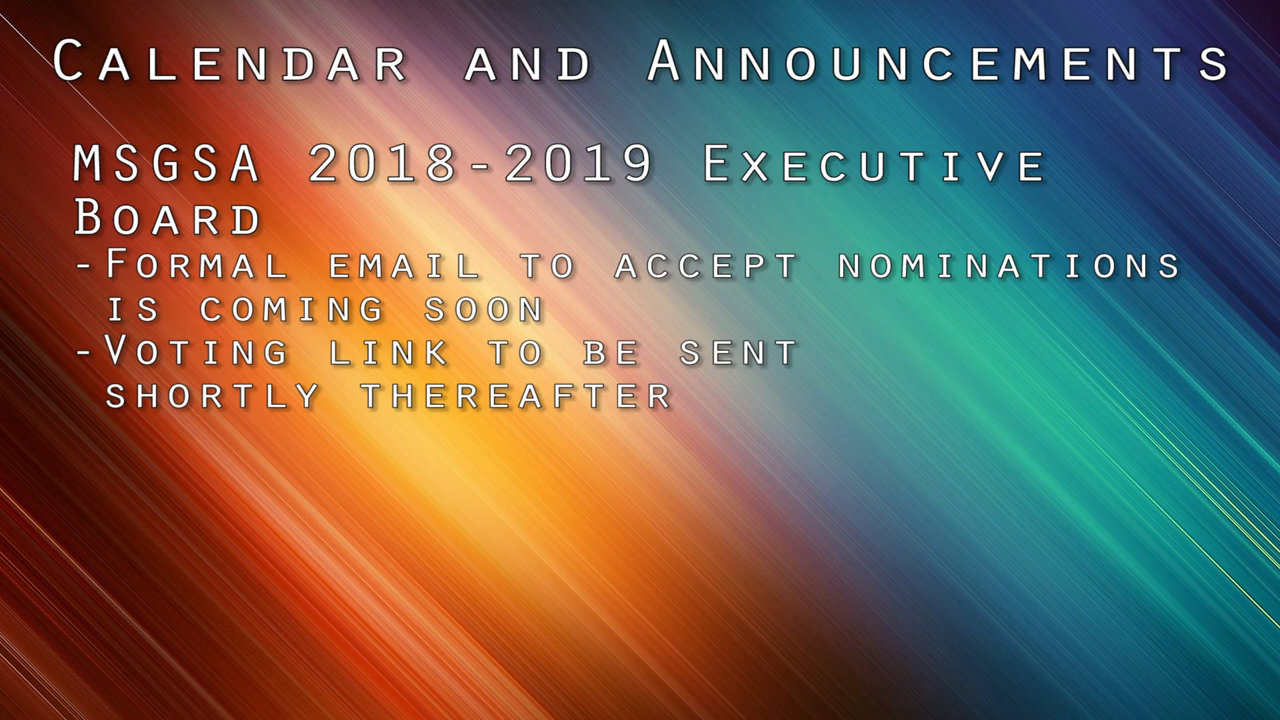 Calendar and Announcements
MSGSA 2018-2019 Executive
Board
-Formal email to accept nominations
is coming soon
-Voting link to be sent
shortly thereafter